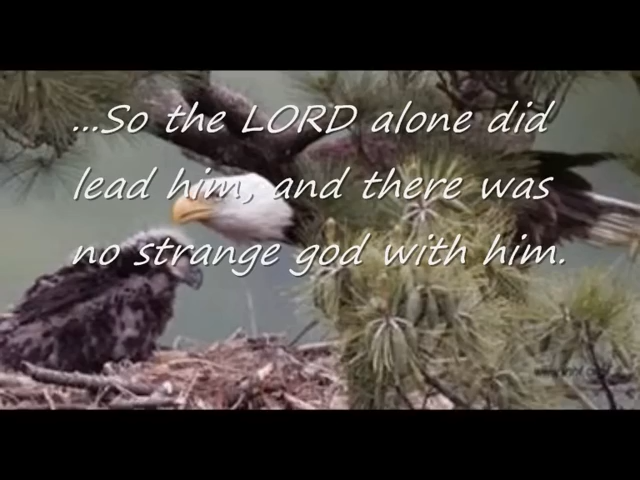 ...So the LORD alone did
lead him, and there was
no strange god with him.